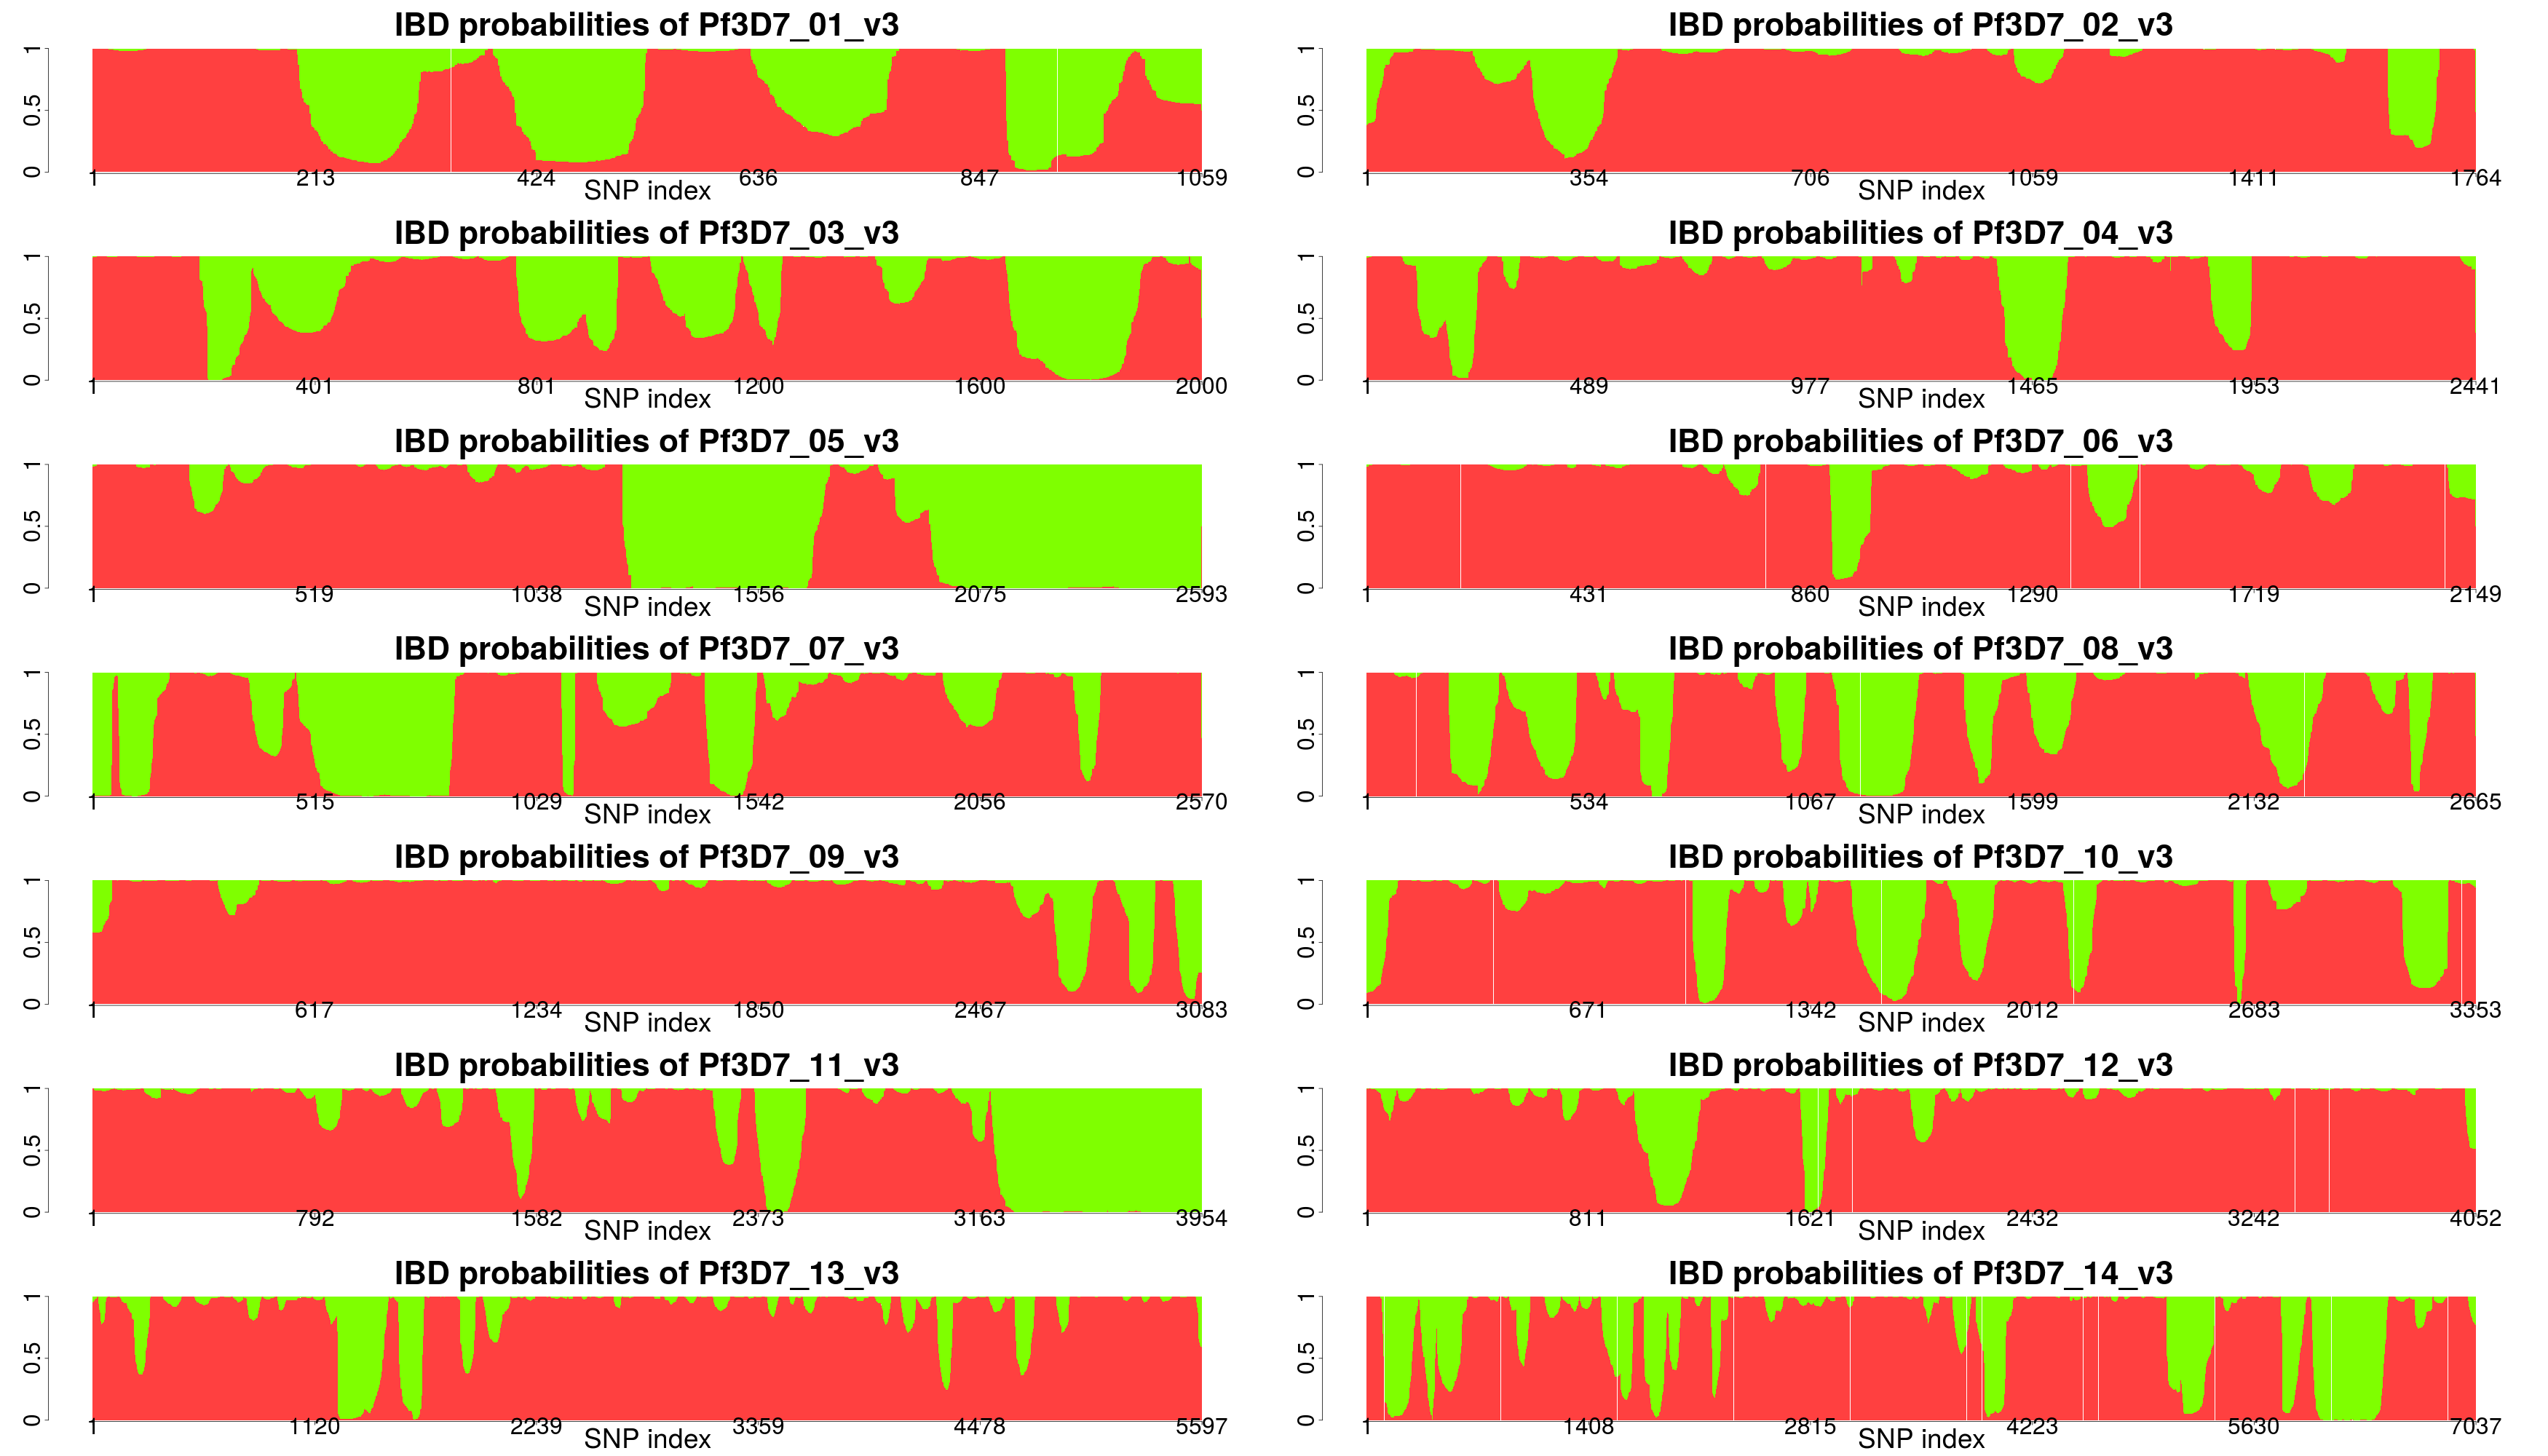 IBD probabilities of Pf3D7_01_v3
0 0.5 1
1 213 424 636 847 1059
SNP index
IBD probabilities of Pf3D7_02_v3
0 0.5 1
1 354 706 1059 1411 1764
SNP index
IBD probabilities of Pf3D7_03_v3
0 0.5 1
1 401 801 1200 1600 2000
SNP index
IBD probabilities of Pf3D7_04_v3
0 0.5 1
1 489 977 1465 1953 2441
SNP index
IBD probabilities of Pf3D7_05_v3
0 0.5 1
1 519 1038 1556 2075 2593
SNP index
IBD probabilities of Pf3D7_06_v3
0 0.5 1
1 431 860 1290 1719 2149
SNP index
IBD probabilities of Pf3D7_07_v3
0 0.5 1
1 515 1029 1542 2056 2570
SNP index
IBD probabilities of Pf3D7_08_v3
0 0.5 1
1 534 1067 1599 2132 2665
SNP index
IBD probabilities of Pf3D7_09_v3
0 0.5 1
1 617 1234 1850 2467 3083
SNP index
IBD probabilities of Pf3D7_10_v3
0 0.5 1
1 671 1342 2012 2683 3353
SNP index
IBD probabilities of Pf3D7_11_v3
0 0.5 1
1 792 1582 2373 3163 3954
SNP index
IBD probabilities of Pf3D7_12_v3
0 0.5 1
1 811 1621 2432 3242 4052
SNP index
IBD probabilities of Pf3D7_13_v3
0 0.5 1
1 1120 2239 3359 4478 5597
SNP index
IBD probabilities of Pf3D7_14_v3
0 0.5 1
1 1408 2815 4223 5630 7037
SNP index